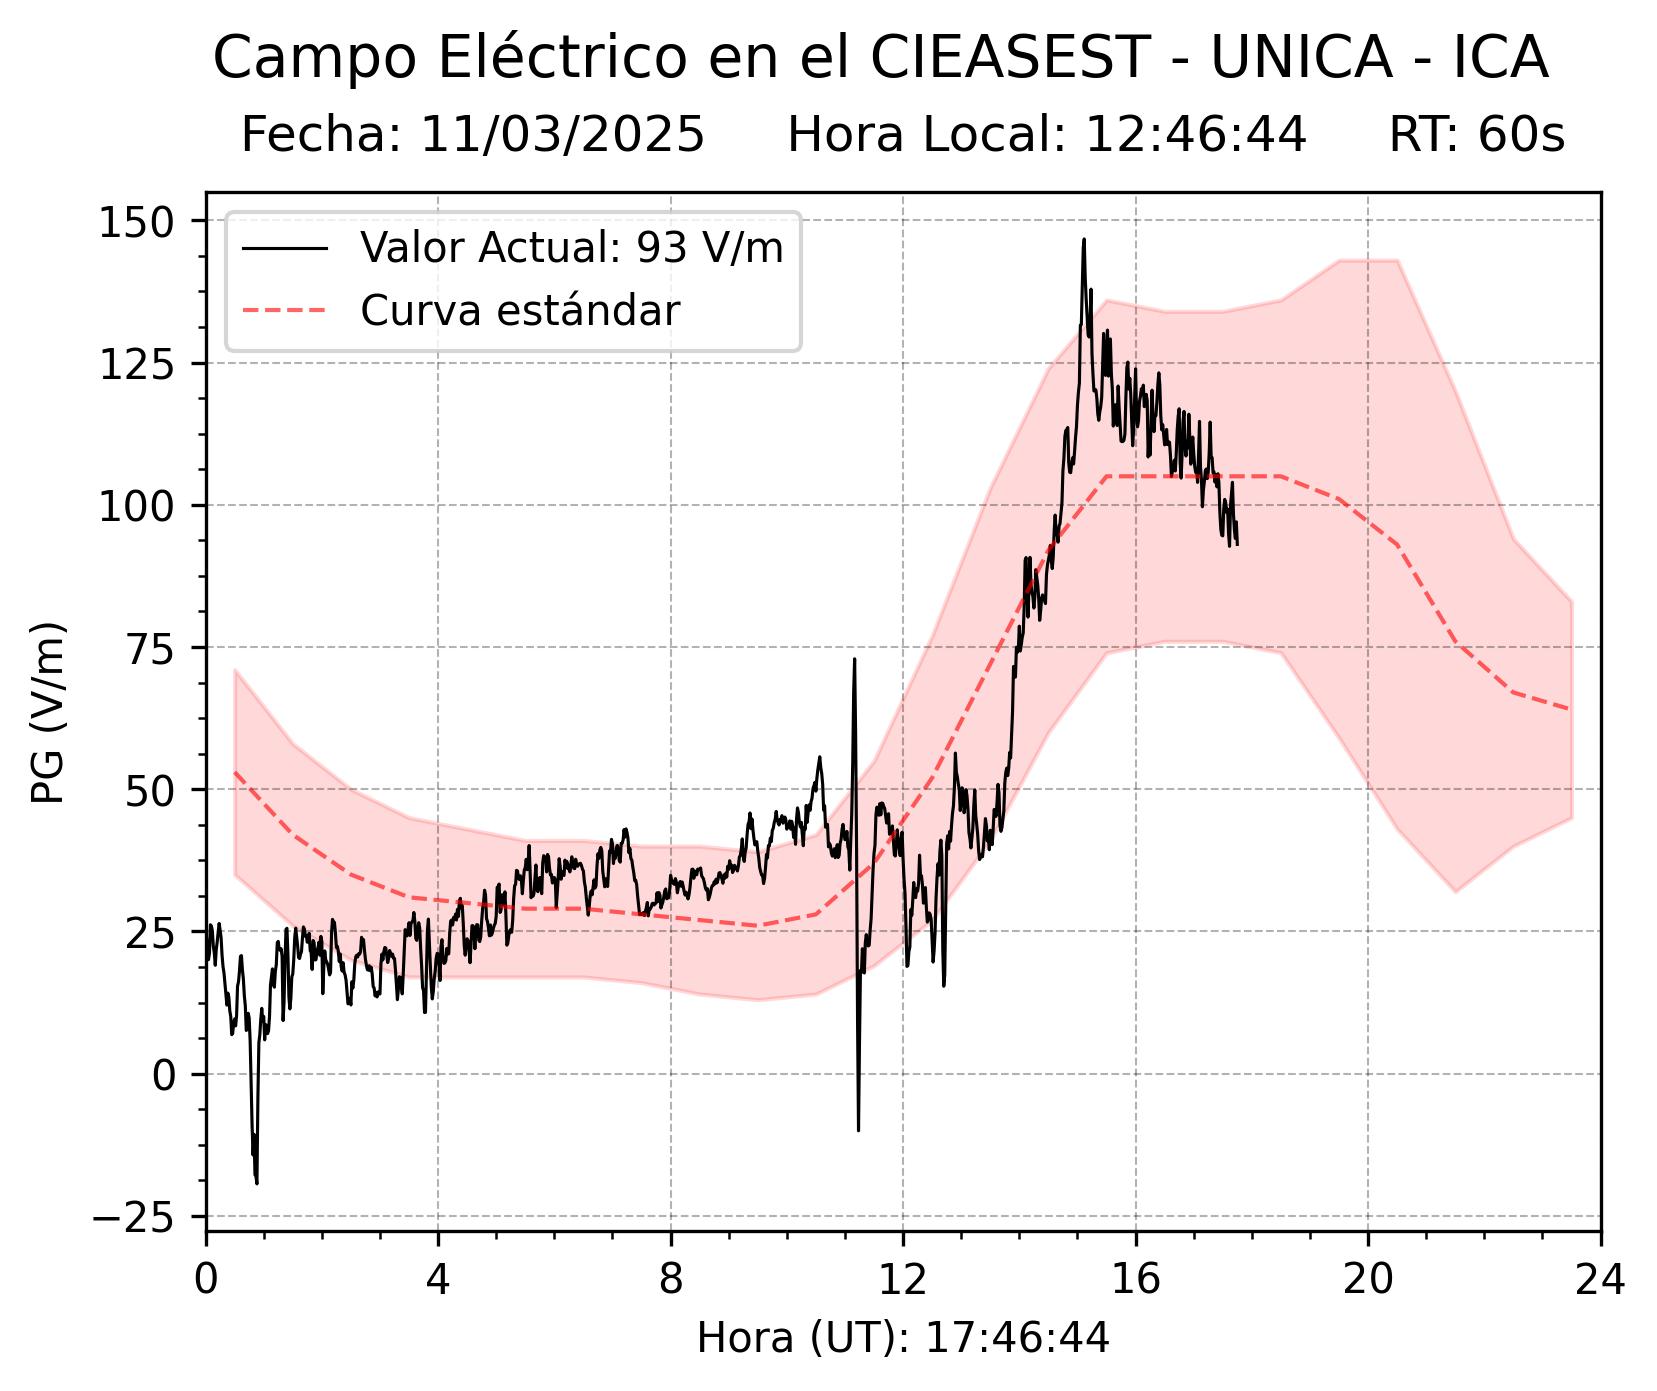 Campo Eléctrico en el CIEASEST - UNICA - ICA
Fecha: 11/03/2025 Hora Local: 12:46:44 RT: 60s
Valor Actual: 93 V/m
Curva estándar
PG (V/m)
150
125
100
75
50
25
0
−25
0 4 8 12 16 20 24
Hora (UT): 17:46:44